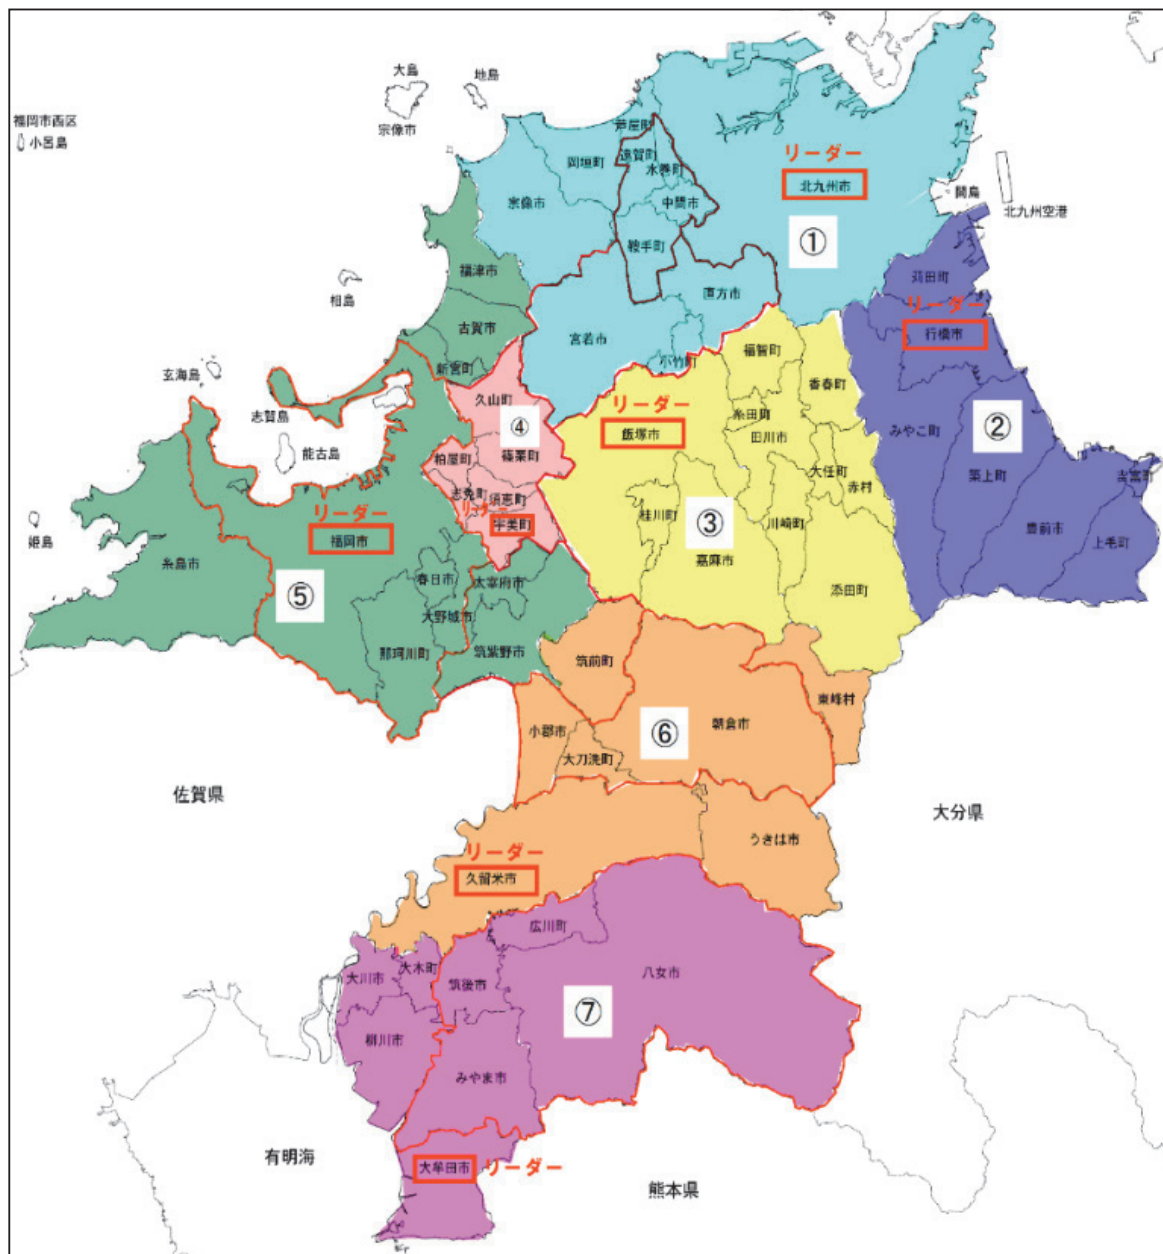 大島
地島
宗像市
福岡市西区
小呂島
芦屋町
岡垣町
遠賀町
水巻町
リーダー
北九州市
中間市
宗像市
間島
北九州空港
①
鞍手町
福津市
苅田町
相島
直方市
リーダー
行橋市
古賀市
宮若市
福智町
小竹町
新宮町
香春町
玄海島
久山町
リーダー
志賀島
④
糸田町
みやこ町
②
飯塚市
田川市
能古島
粕屋町
篠栗町
大任町
築上町
吉富町
志免町
須恵町
赤村
リーダー
リーダー
宇美町
桂川町
③
川崎町
豊前市
姫島
福岡市
上毛町
糸島市
嘉麻市
春日市
太宰府市
添田町
⑤
大野城市
那珂川町
筑紫野市
筑前町
東峰村
小郡市
⑥
朝倉市
大刀洗町
佐賀県
大分県
うきは市
リーダー
久留米市
広川町
大川市
大木町
筑後市
八女市
⑦
柳川市
みやま市
有明海
大牟田市
リーダー
熊本県